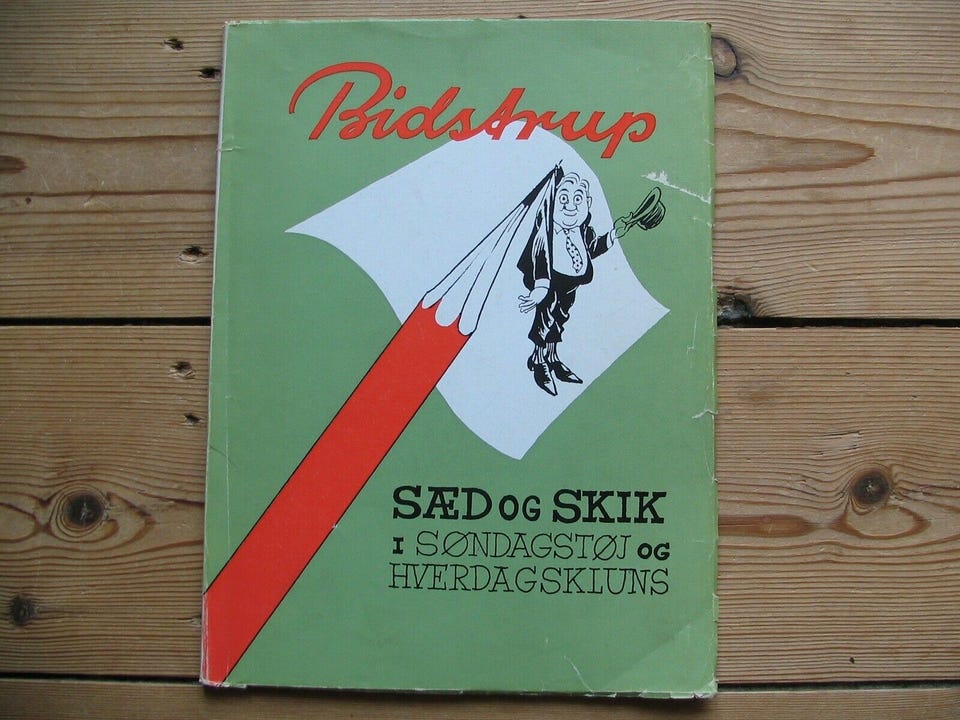 Bidstrup
SÆD OG SKIK
I SØNDAGSTØJ OG
HVERDAGSKLUNS